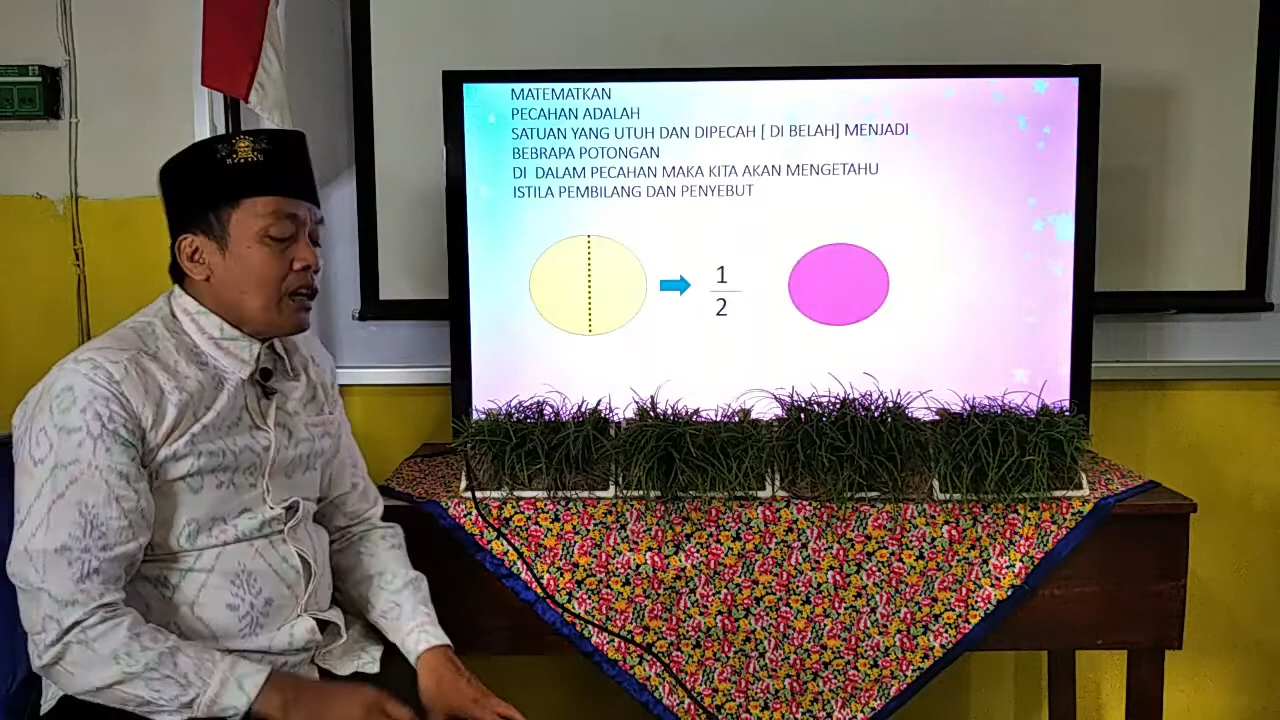 MATEMATKAN
PECAHAN ADALAH
SATUAN YANG UTUH DAN DIPECAH [ DI BELAH] MENJADI
BEBRAPA POTONGAN
DI DALAM PECAHAN MAKA KITA AKAN MENGETAHU
ISTILA PEMBILANG DAN PENYEBUT
1
2